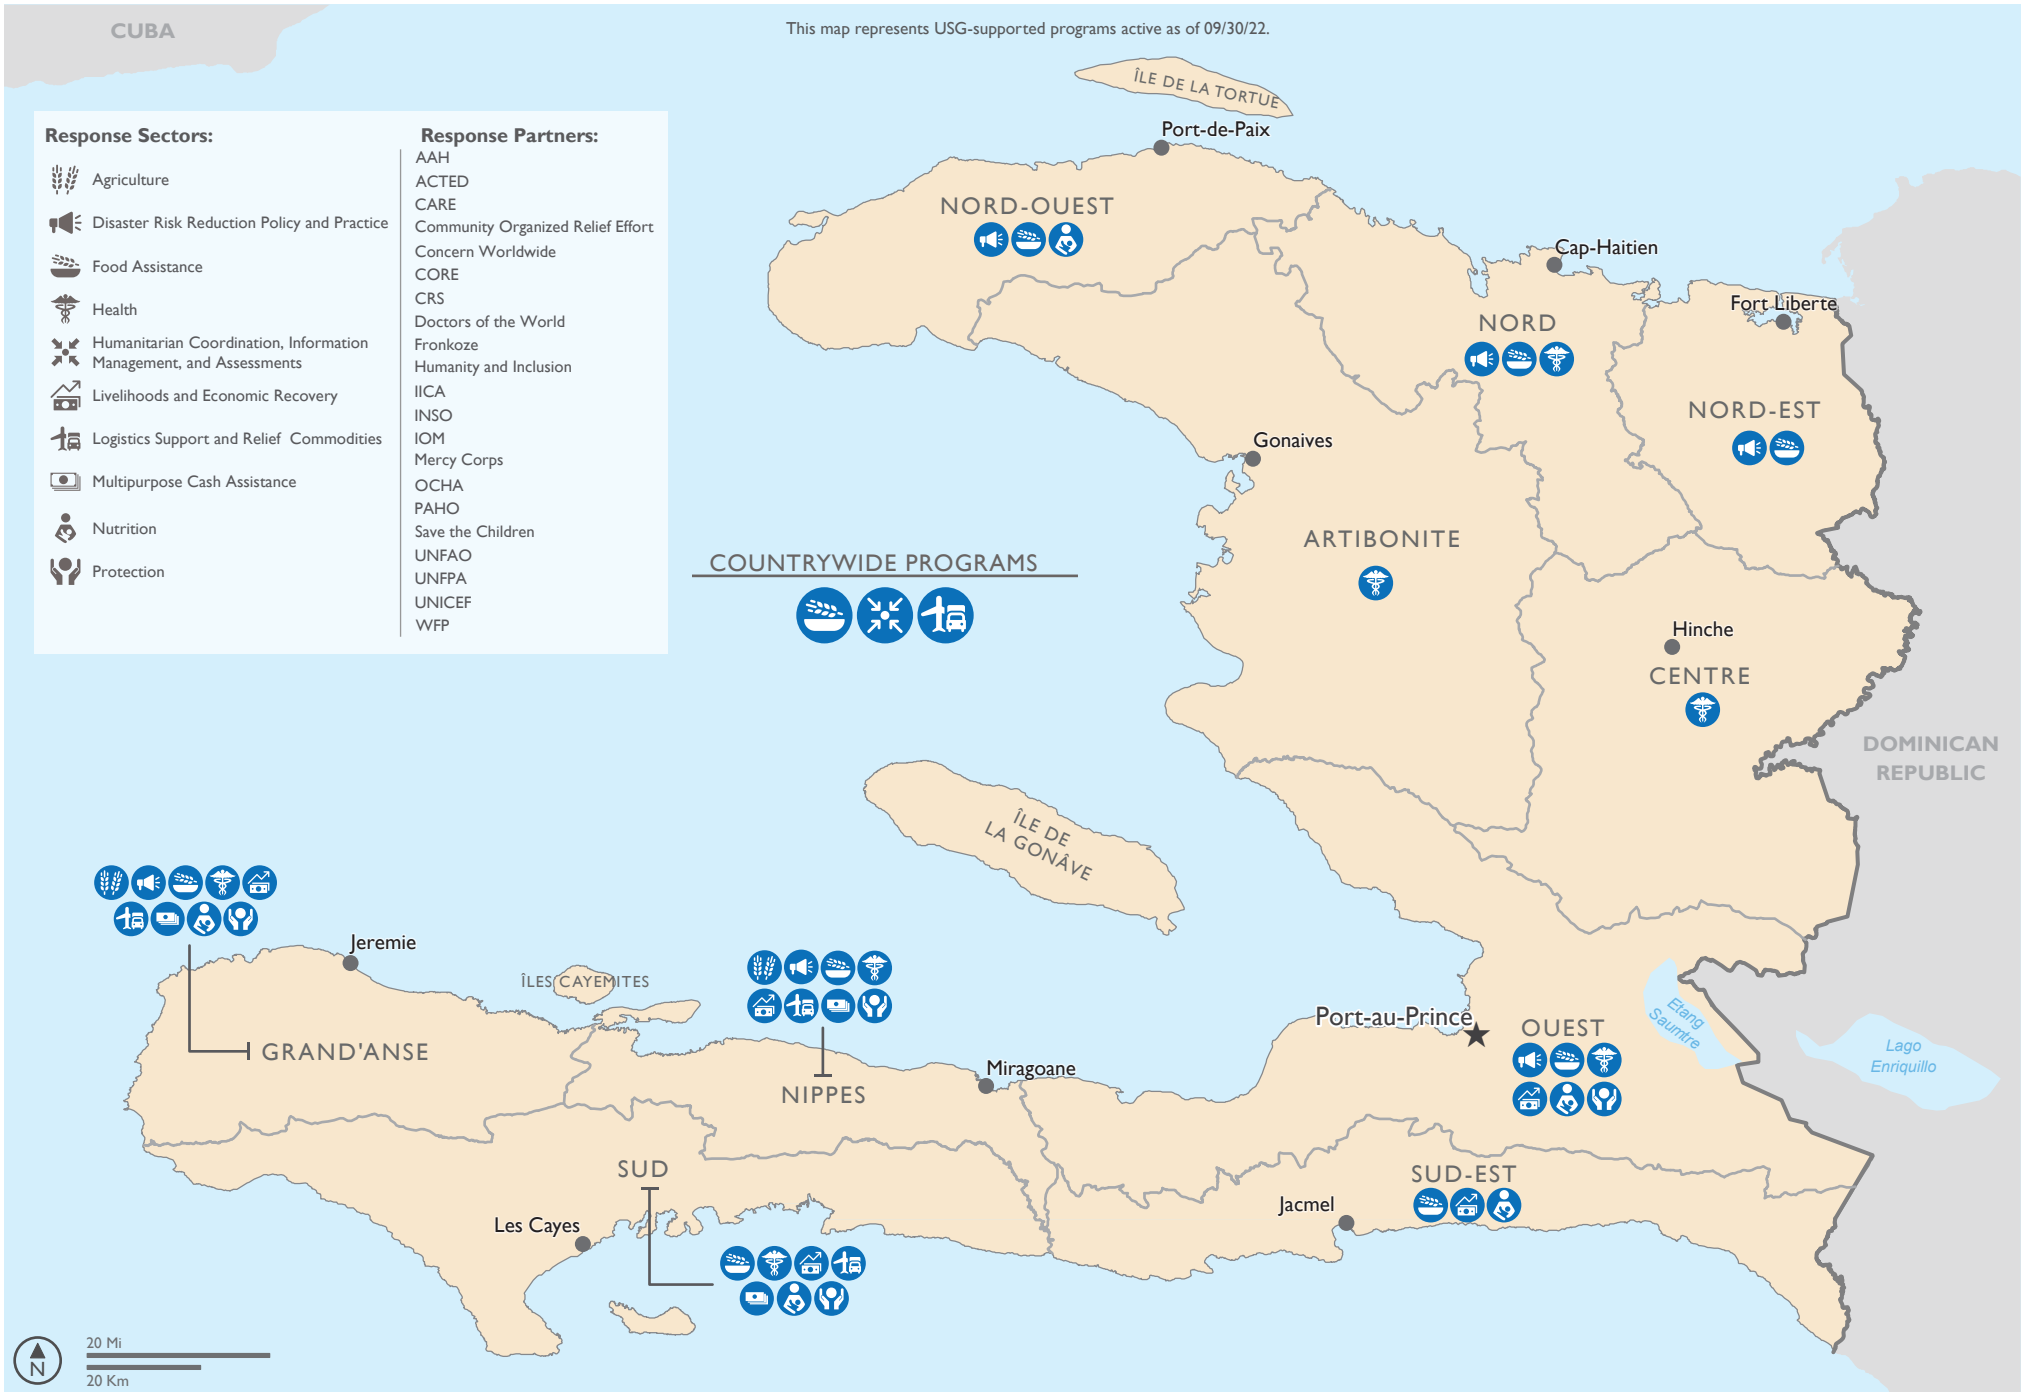 CUBA
This map represents USG-supported programs active as of 09/30/22.
ÎLE DE LA TORTUE
Response Sectors:
Agriculture
Disaster Risk Reduction Policy and Practice
Food Assistance
Health
Humanitarian Coordination, Information
Management, and Assessments
Livelihoods and Economic Recovery
Logistics Support and Relief Commodities
Multipurpose Cash Assistance
Nutrition
Protection
Response Partners:
AAH
ACTED
CARE
Community Organized Relief Effort
Concern Worldwide
CORE
CRS
Doctors of the World
Fronkoze
Humanity and Inclusion
IICA
INSO
IOM
Mercy Corps
OCHA
PAHO
Save the Children
UNFAO
UNFPA
UNICEF
WFP
Port-de-Paix
NORD-OUEST
Cap-Haitien
Fort Liberte
NORD
NORD-EST
Gonaives
ARTIBONITE
COUNTRYWIDE PROGRAMS
Hinche
CENTRE
DOMINICAN
REPUBLIC
ÎLE DE
LA GONÂVE
Jeremie
ÎLES CAYEMITES
GRAND'ANSE
NIPPES
Miragoane
Port-au-Prince
OUEST
Etang
Saumtre
Lago
Enriquillo
SUD
SUD-EST
Jacmel
Les Cayes
N
20 Mi
20 Km